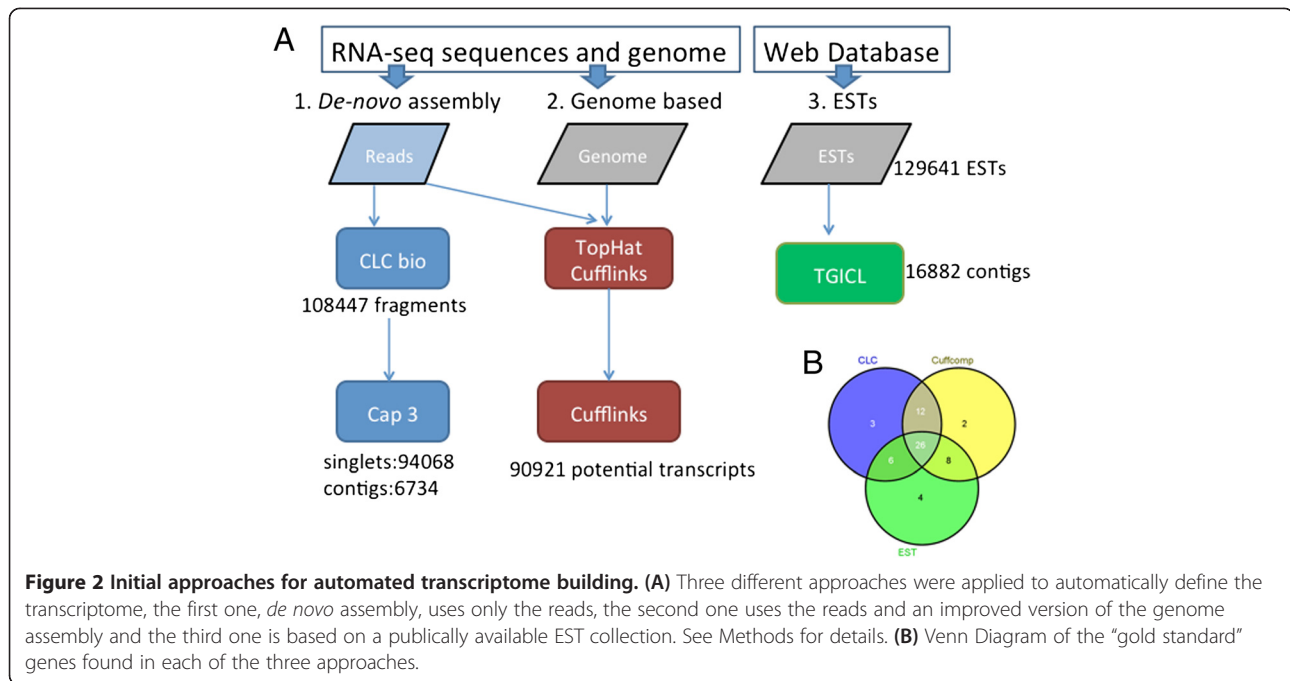 A
RNA-seq sequences and genome
Web Database
1. De-novo assembly
2. Genome based
3. ESTs
Reads
Genome
ESTs
129641 ESTs
CLC bio
TopHat
Cufflinks
TGICL
16882 contigs
108447 fragments
Cap 3
Cufflinks
singlets:94068
contigs:6734
90921 potential transcripts
B
CLC
Cuffcomp
12
3
2
26
6
8
4
EST
Figure 2 Initial approaches for automated transcriptome building. (A) Three different approaches were applied to automatically define the
transcriptome, the first one, de novo assembly, uses only the reads, the second one uses the reads and an improved version of the genome
assembly and the third one is based on a publically available EST collection. See Methods for details. (B) Venn Diagram of the “gold standard”
genes found in each of the three approaches.